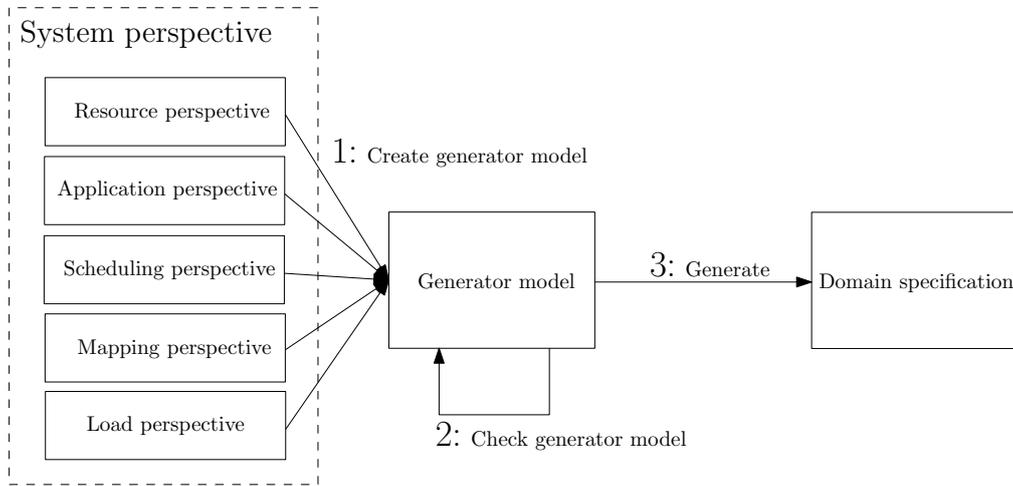 System perspective
Resource perspective
Application perspective
Scheduling perspective
Mapping perspective
Load perspective
1: Create generator model
Generator model
2: Check generator model
3: Generate
Domain specification